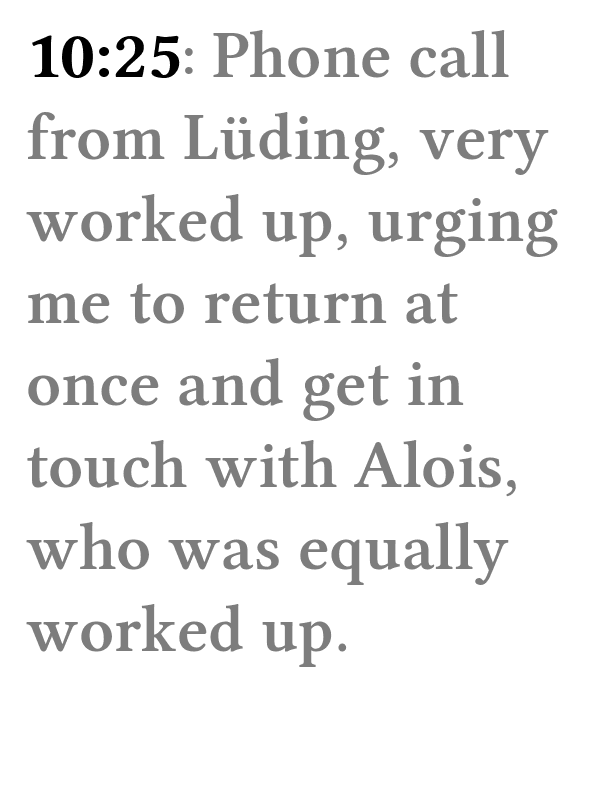 10:25: Phone call
from Lüding, very
worked up, urging
me to return at
once and get in
touch with Alois,
who was equally
worked up.